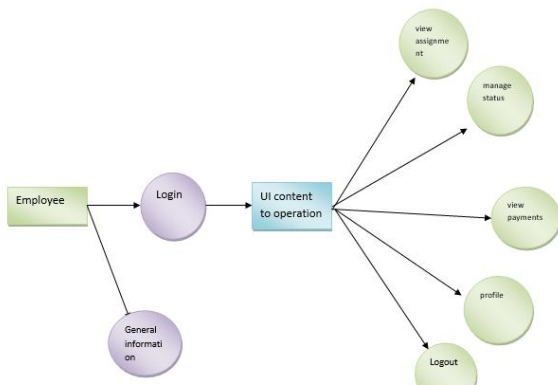 view
assignme
nt
manage
status
Employee
Login
UI content
to operation
view
payments
profile
General
informati
on
Logout